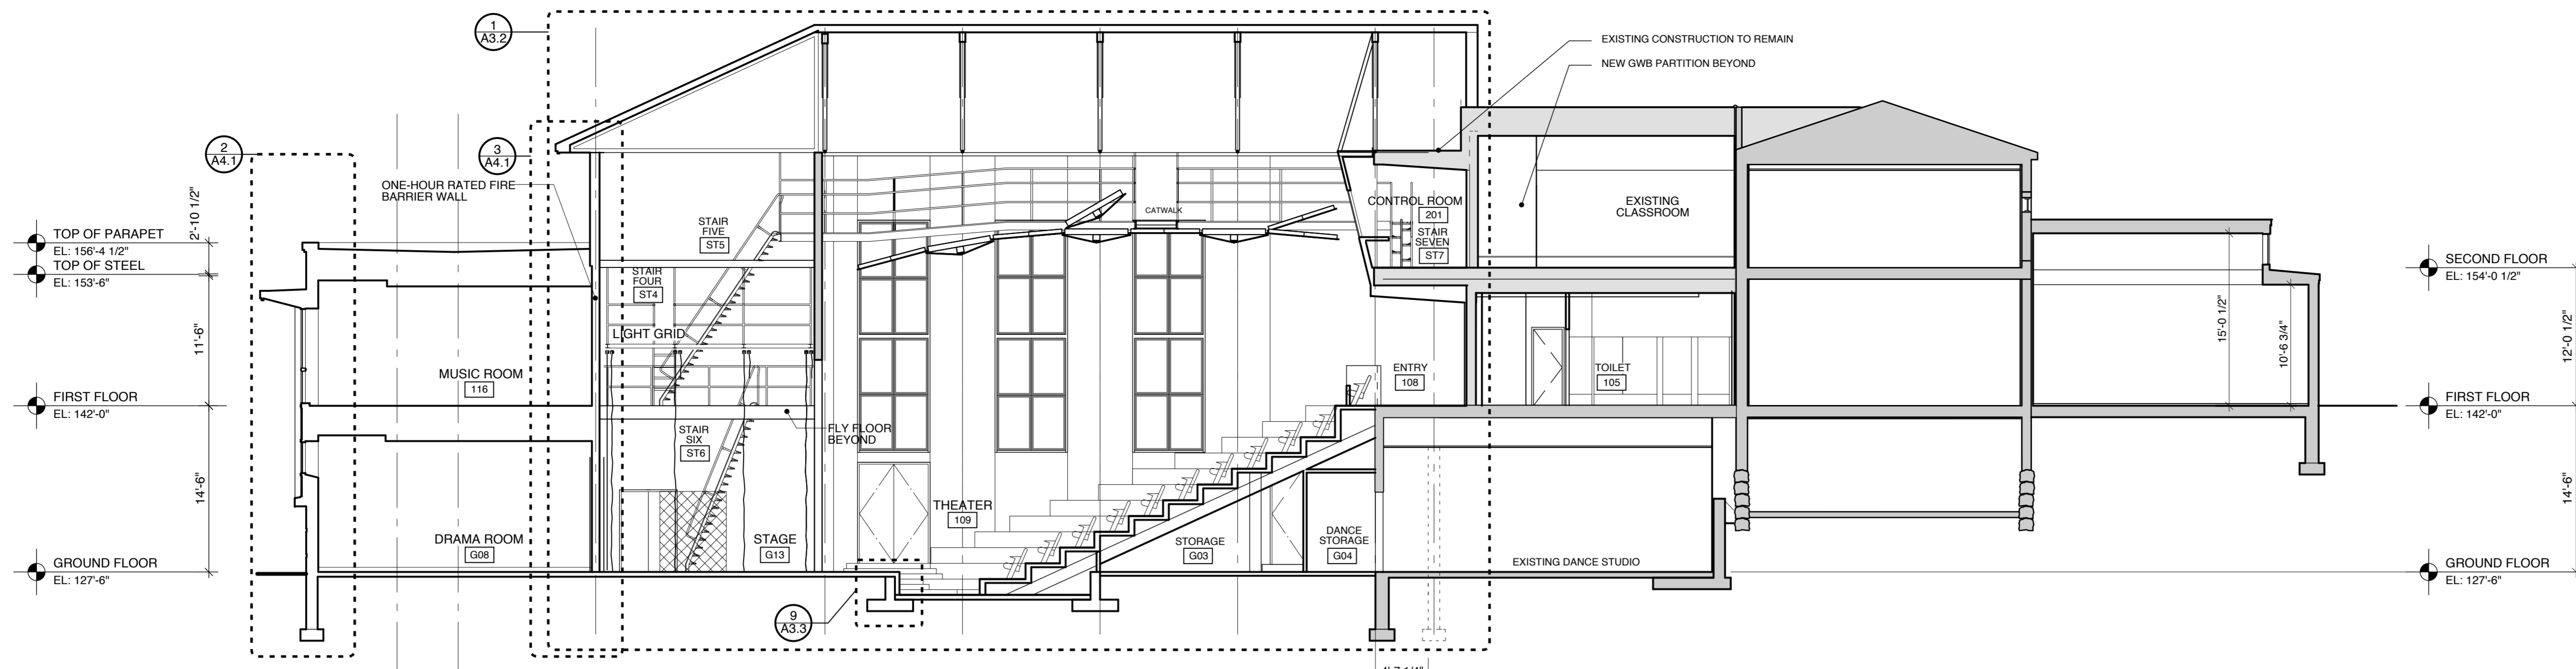 1
A3.2
EXISTING CONSTRUCTION TO REMAIN
NEW GWB PARTITION BEYOND
2
A4.1
3
A4.1
ONE-HOUR RATED FIRE
BARRIER WALL
2'-10 1/2"
TOP OF PARAPET
EL: 156'-4 1/2"
TOP OF STEEL
EL: 153'-6"
11'-6"
FIRST FLOOR
EL: 142'-0"
14'-6"
GROUND FLOOR
EL: 127'-6"
MUSIC ROOM
116
DRAMA ROOM
G08
STAIR
FIVE
ST5
STAIR
FOUR
ST4
LIGHT GRID
STAIR
SIX
ST6
FLY FLOOR
BEYOND
STAGE
G13
CATWALK
THEATER
109
9
A3.3
CONTROL ROOM
201
STAIR
SEVEN
ST7
ENTRY
108
STORAGE
G03
DANCE
STORAGE
G04
EXISTING
CLASSROOM
TOILET
105
EXISTING DANCE STUDIO
15'-0 1/2"
10'-6 3/4"
SECOND FLOOR
EL: 154'-0 1/2"
12'-0 1/2"
FIRST FLOOR
EL: 142'-0"
14'-6"
GROUND FLOOR
EL: 127'-6"